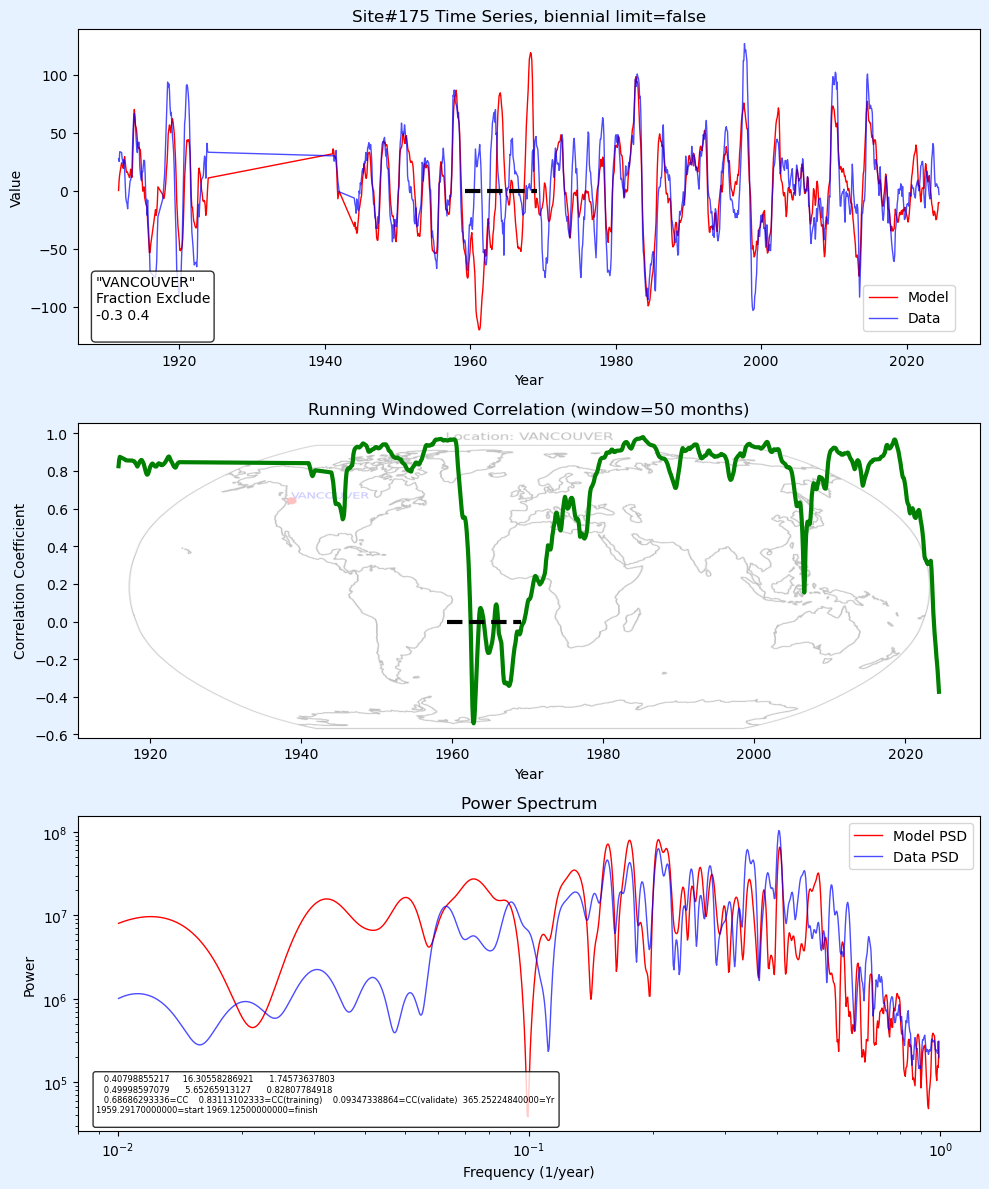 Site#175 Time Series, biennial limit=false
Value
100
50
0
−50
−100
"VANCOUVER"
Fraction Exclude
-0.3 0.4
Model
Data
1920
1940
1960
1980
2000
2020
Year
Running Windowed Correlation (window=50 months)
Location: VANCOUVER
VANCOUVER
Correlation Coefficient
1.0
0.8
0.6
0.4
0.2
0.0
−0.2
−0.4
−0.6
1920
1940
1960
1980
2000
2020
Year
Power Spectrum
Model PSD
Data PSD
Power
10^8
10^7
10^6
10^5
0.40798855217 16.30558286921 1.74573637803
0.49998597079 5.65265913127 0.82807784918
0.68686293336=CC 0.83113102333=CC(training) 0.09347338864=CC(validate) 365.25224840000=Yr
1959.29170000000=start 1969.12500000000=finish
10^−2
10^−1
10^0
Frequency (1/year)